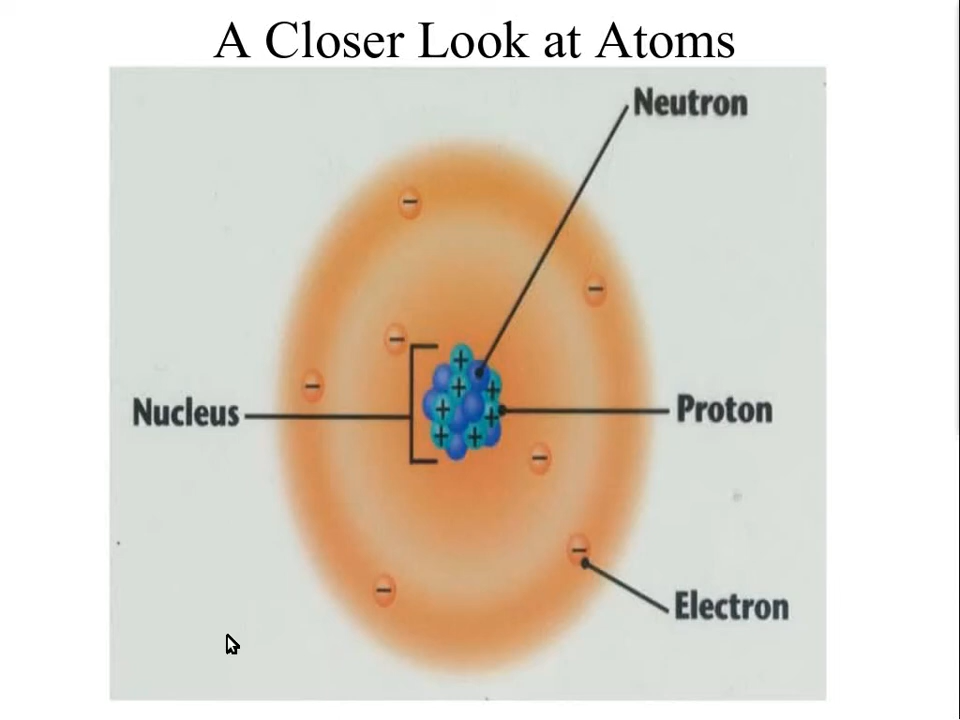 A Closer Look at Atoms
Neutron
−
−
−
−
+
+
+
+
+
+
+
Nucleus
Proton
−
−
−
Electron